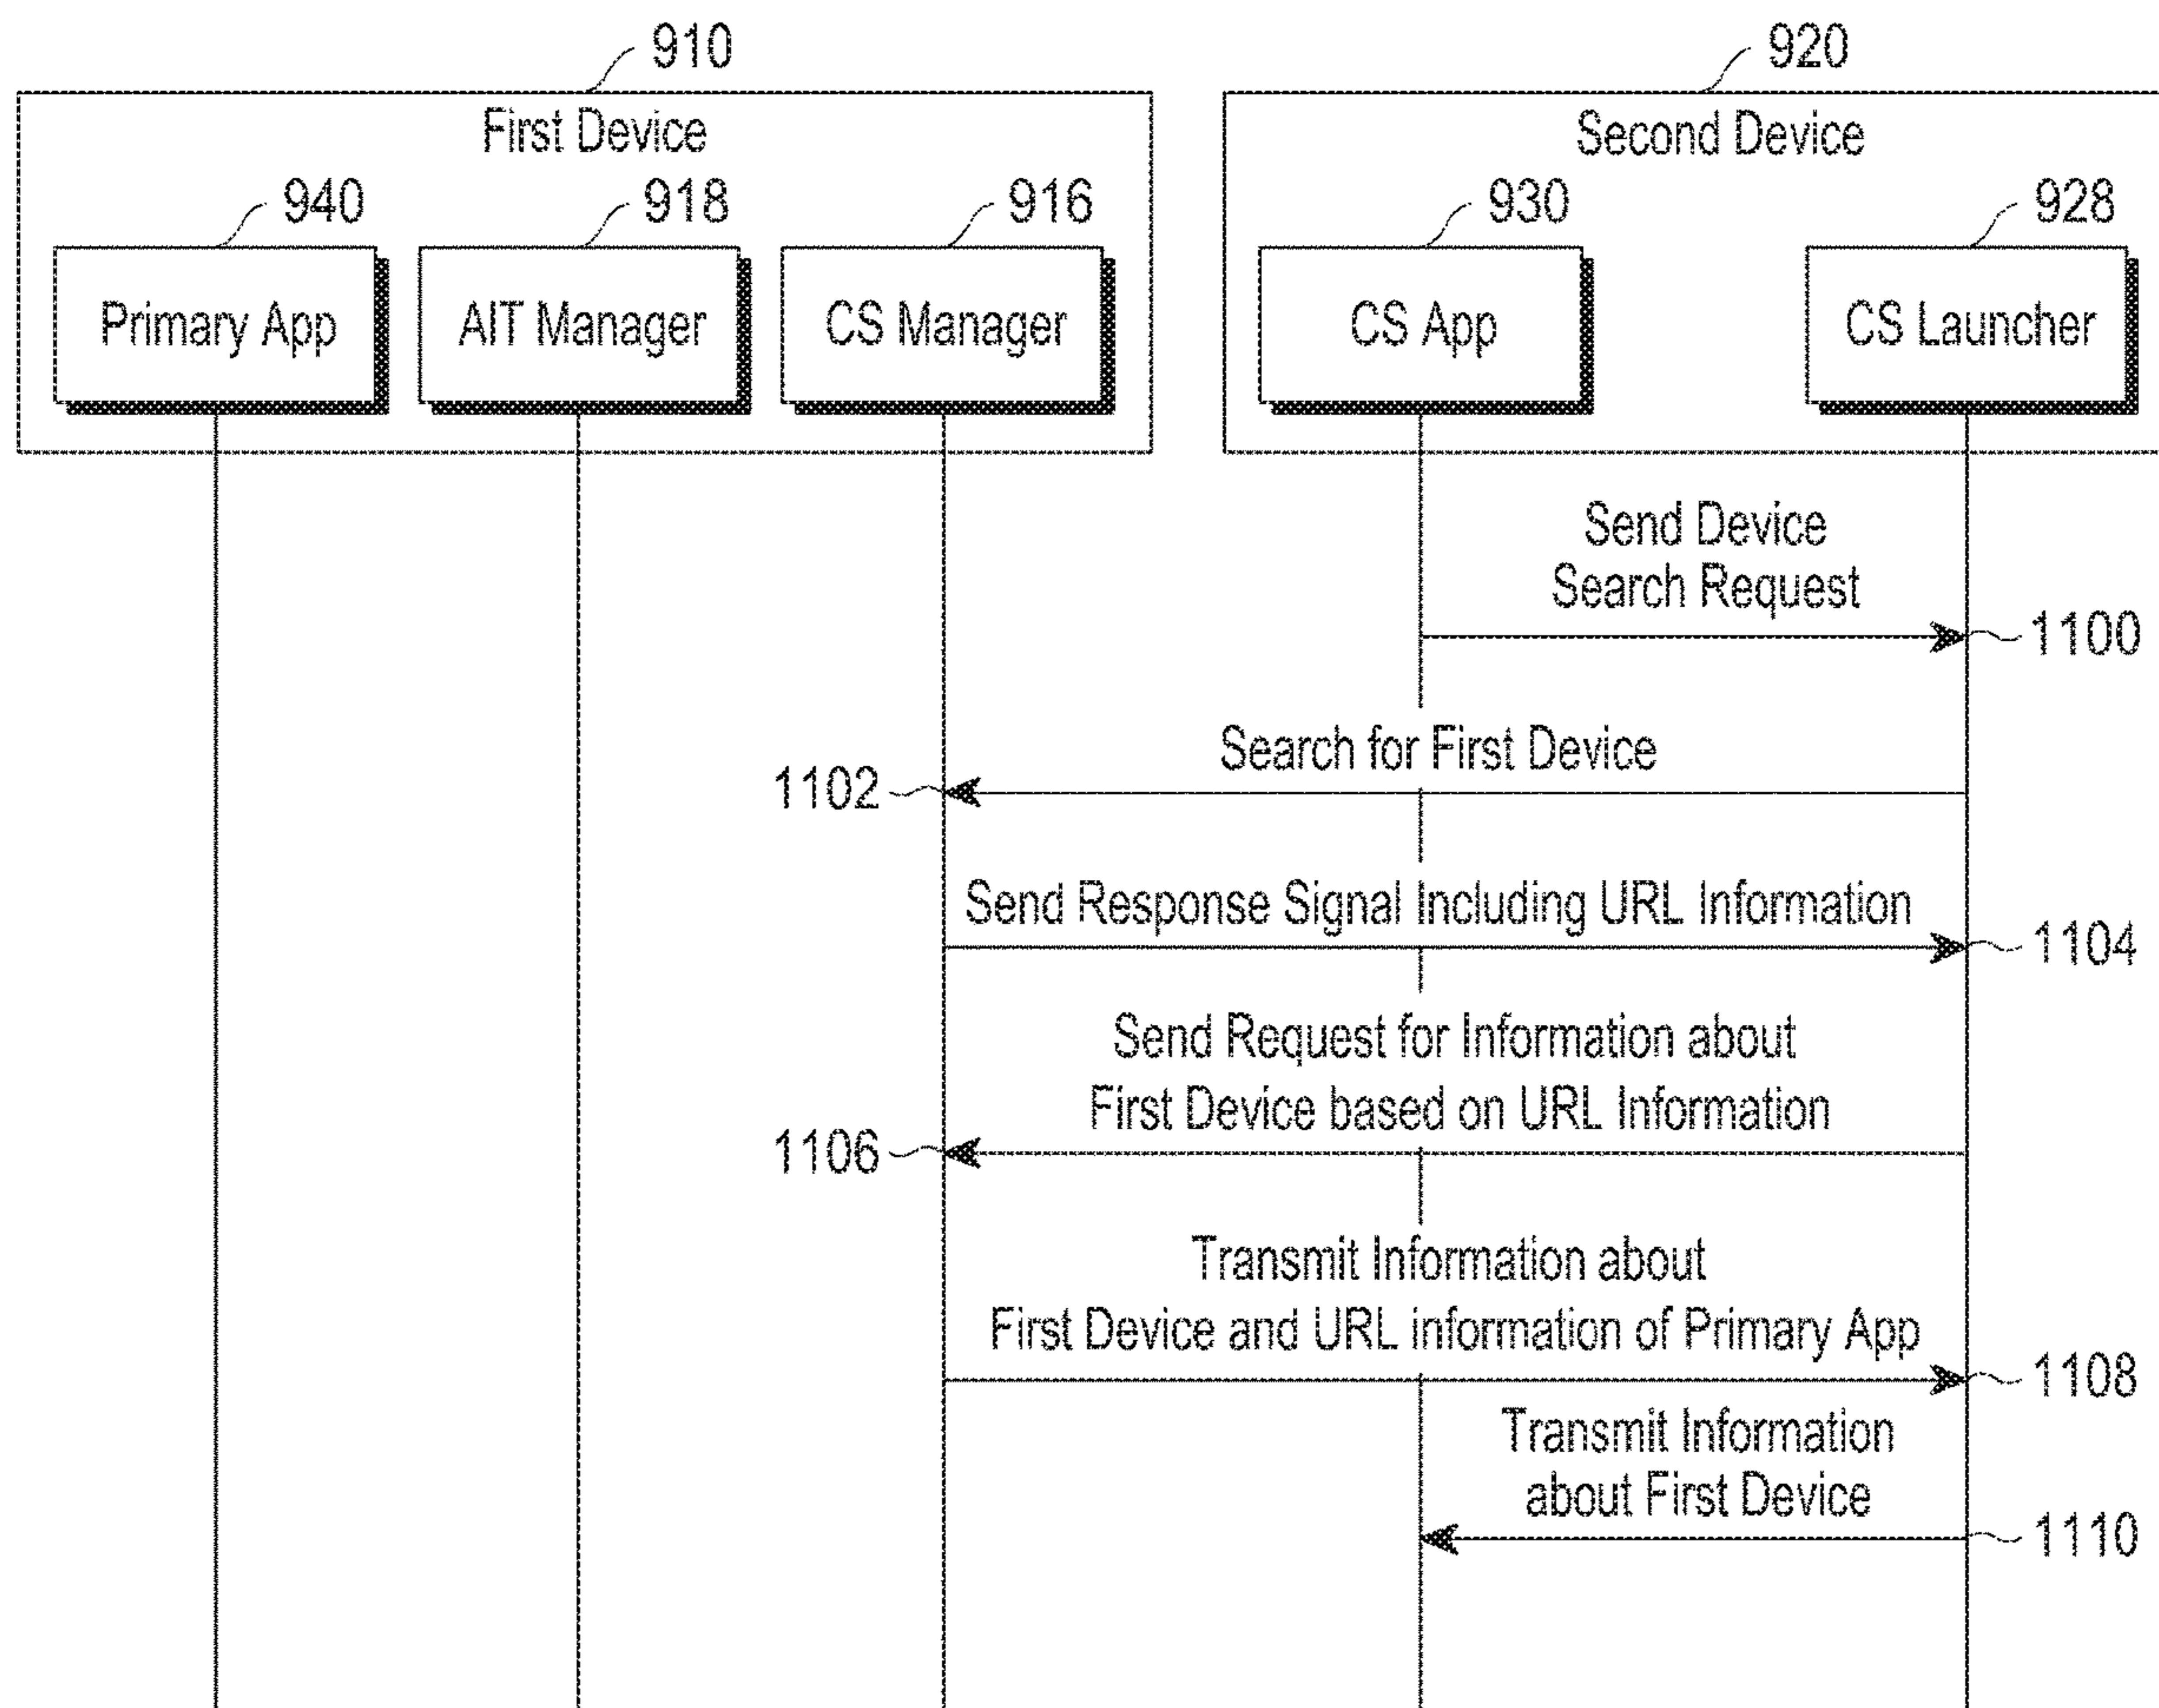 910
920
First Device
Second Device
940
918
916
930
928
Primary App
AIT Manager
CS Manager
CS App
CS Launcher
Send Device
Search Request
1100
Search for First Device
1102
Send Response Signal Including URL Information
1104
Send Request for Information about
First Device based on URL Information
1106
Transmit Information about
First Device and URL information of Primary App
1108
Transmit Information
about First Device
1110